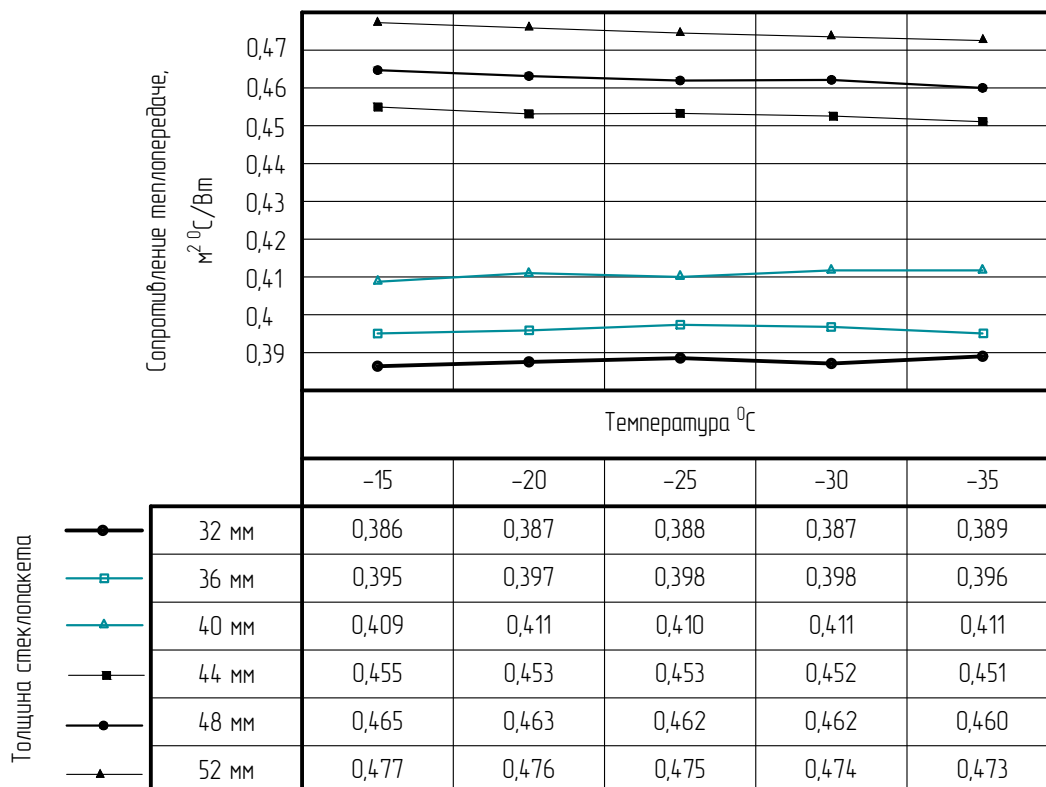 Сопротивление теплопередаче,
м² ⁰С/Вт
0,47
0,46
0,45
0,44
0,43
0,42
0,41
0,4
0,39
Температура ⁰С
-15 -20 -25 -30 -35
Толщина стеклопакета
32 мм 0,386 0,387 0,388 0,387 0,389
36 мм 0,395 0,397 0,398 0,398 0,396
40 мм 0,409 0,411 0,410 0,411 0,411
44 мм 0,455 0,453 0,453 0,452 0,451
48 мм 0,465 0,463 0,462 0,462 0,460
52 мм 0,477 0,476 0,475 0,474 0,473